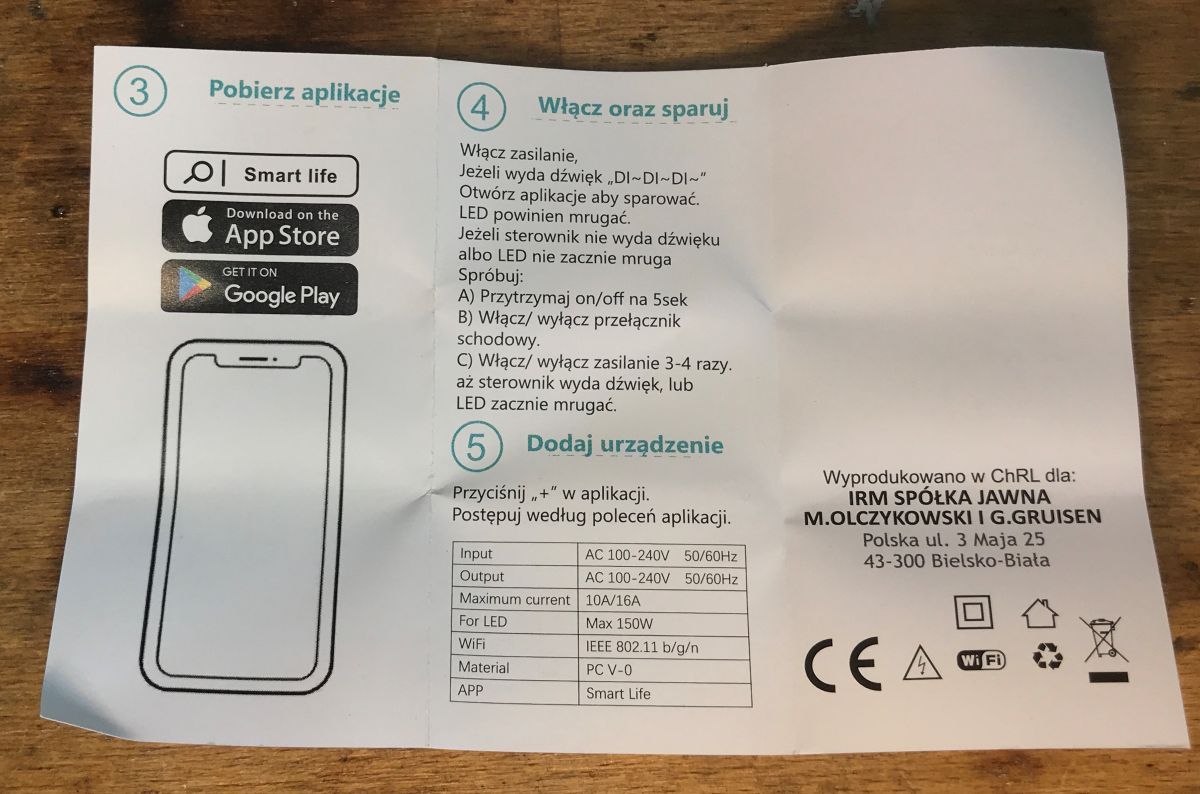 3 Pobierz aplikacje
Smart life
Download on the
App Store
GET IT ON
Google Play
4 Włącz oraz sparuj
Włącz zasilanie,
Jeżeli wyda dźwięk „DI~DI~DI~”
Otwórz aplikacje aby sparować.
LED powinien mrugać.
Jeżeli sterownik nie wyda dźwięku
albo LED nie zacznie mruga
Spróbuj:
A) Przytrzymaj on/off na 5sek
B) Włącz/ wyłącz przełącznik
schodowy.
C) Włącz/ wyłącz zasilanie 3-4 razy.
aż sterownik wyda dźwięk, lub
LED zacznie mrugać.
5 Dodaj urządzenie
Przyciśnij „+” w aplikacji.
Postępuj według poleceń aplikacji.
Input AC 100-240V 50/60Hz
Output AC 100-240V 50/60Hz
Maximum current 10A/16A
For LED Max 150W
WiFi IEEE 802.11 b/g/n
Material PC V-0
APP Smart Life
Wyprodukowano w ChRL dla:
IRM SPÓŁKA JAWNA
M.OLCZYKOWSKI I G.GRUISEN
Polska ul. 3 Maja 25
43-300 Bielsko-Biała
CE
WiFi